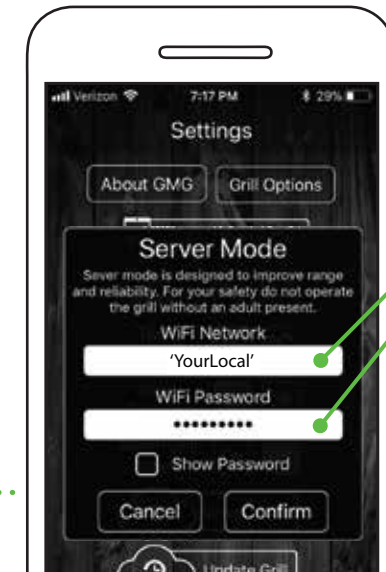 Verizon 7:17 PM 29%
Settings
About GMG Grill Options
Server Mode
Sever mode is designed to improve range
and reliability. For your safety do not operate
the grill without an adult present.
WiFi Network
'YourLocal'
WiFi Password
•••••••••
Show Password
Cancel Confirm
Update Grill